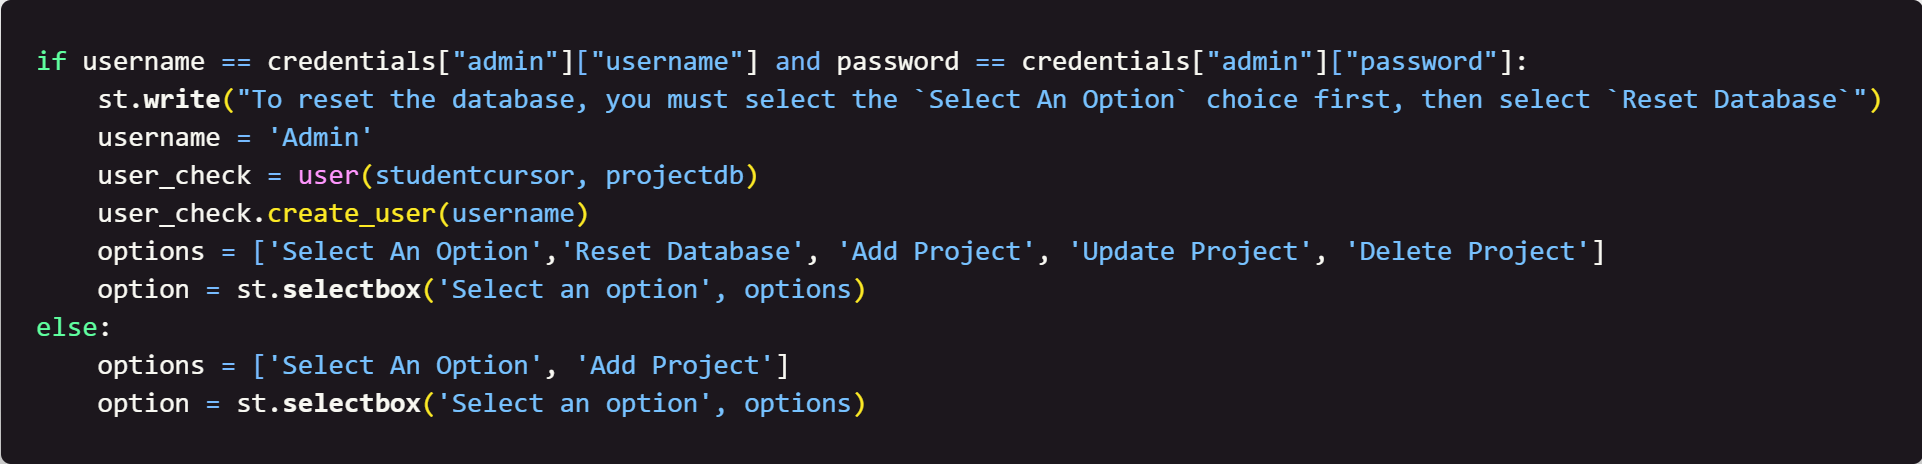 if username == credentials["admin"]["username"] and password == credentials["admin"]["password"]:
    st.write("To reset the database, you must select the `Select An Option` choice first, then select `Reset Database`")
    username = 'Admin'
    user_check = user(studentcursor, projectdb)
    user_check.create_user(username)
    options = ['Select An Option','Reset Database', 'Add Project', 'Update Project', 'Delete Project']
    option = st.selectbox('Select an option', options)
else:
    options = ['Select An Option', 'Add Project']
    option = st.selectbox('Select an option', options)